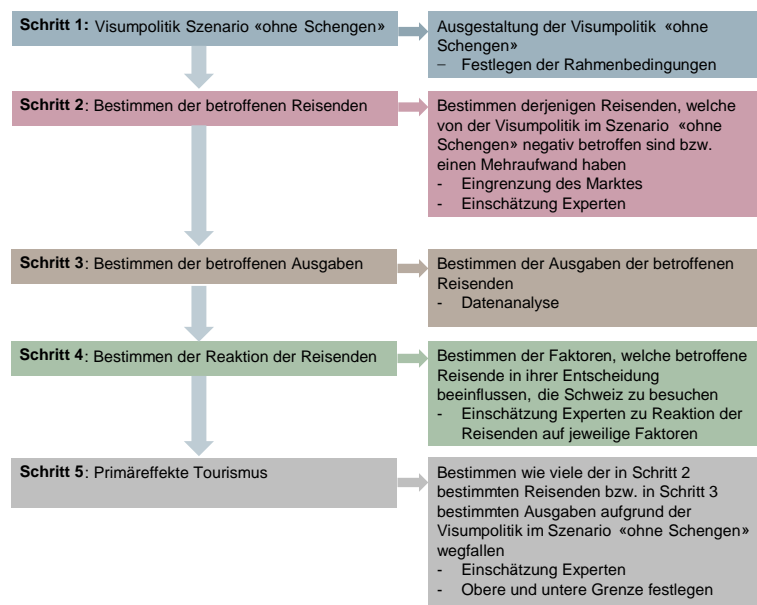 Schritt 1: Visumpolitik Szenario «ohne Schengen»
Ausgestaltung der Visumpolitik «ohne
Schengen»
– Festlegen der Rahmenbedingungen
Schritt 2: Bestimmen der betroffenen Reisenden
Bestimmen derjenigen Reisenden, welche
von der Visumpolitik im Szenario «ohne
Schengen» negativ betroffen sind bzw.
einen Mehraufwand haben
- Eingrenzung des Marktes
- Einschätzung Experten
Schritt 3: Bestimmen der betroffenen Ausgaben
Bestimmen der Ausgaben der betroffenen
Reisenden
- Datenanalyse
Schritt 4: Bestimmen der Reaktion der Reisenden
Bestimmen der Faktoren, welche betroffene
Reisende in ihrer Entscheidung
beeinflussen, die Schweiz zu besuchen
- Einschätzung Experten zu Reaktion der
Reisenden auf jeweilige Faktoren
Schritt 5: Primäreffekte Tourismus
Bestimmen wie viele der in Schritt 2
bestimmten Reisenden bzw. in Schritt 3
bestimmten Ausgaben aufgrund der
Visumpolitik im Szenario «ohne Schengen»
wegfallen
- Einschätzung Experten
- Obere und untere Grenze festlegen